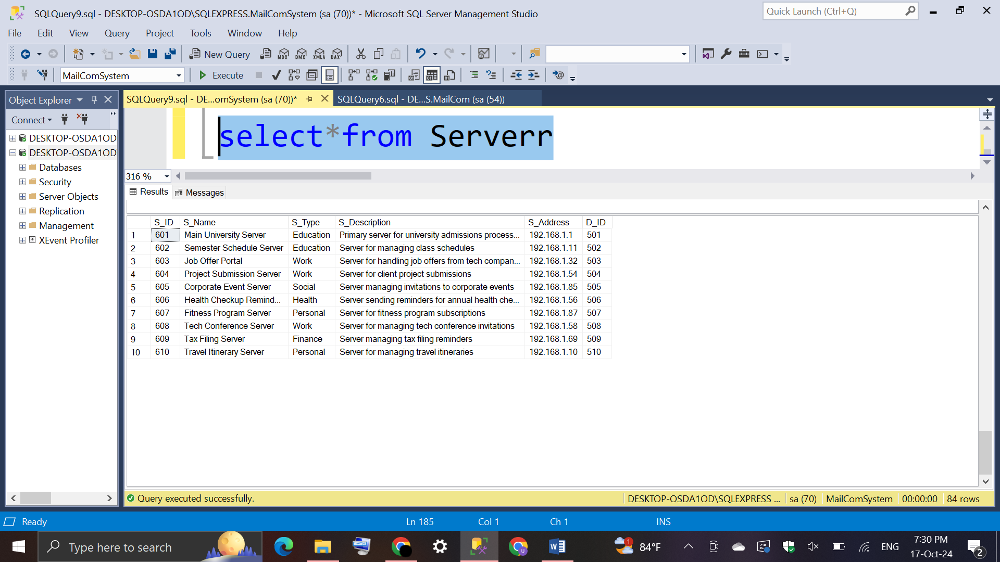 SQLQuery9.sql - DESKTOP-OSDA1OD\SQLEXPRESS.MailComSystem (sa (70))* - Microsoft SQL Server Management Studio
Quick Launch (Ctrl+Q)
File Edit View Query Project Tools Window Help
New Query MDX DMX XMLA DAX
MailComSystem Execute
Object Explorer
SQLQuery9.sql - DE...omSystem (sa (70))* SQLQuery6.sql - DE...S.MailCom (sa (54))
Connect
DESKTOP-OSDA1OD
DESKTOP-OSDA1OD
Databases
Security
Server Objects
Replication
Management
XEvent Profiler
select*from Serverr
316 %
Results Messages
S_ID S_Name S_Type S_Description S_Address D_ID
1 601 Main University Server Education Primary server for university admissions process... 192.168.1.1 501
2 602 Semester Schedule Server Education Server for managing class schedules 192.168.1.11 502
3 603 Job Offer Portal Work Server for handling job offers from tech compan... 192.168.1.32 503
4 604 Project Submission Server Work Server for client project submissions 192.168.1.54 504
5 605 Corporate Event Server Social Server managing invitations to corporate events 192.168.1.85 505
6 606 Health Checkup Remind... Health Server sending reminders for annual health che... 192.168.1.56 506
7 607 Fitness Program Server Personal Server for fitness program subscriptions 192.168.1.87 507
8 608 Tech Conference Server Work Server for managing tech conference invitations 192.168.1.58 508
9 609 Tax Filing Server Finance Server managing tax filing reminders 192.168.1.69 509
10 610 Travel Itinerary Server Personal Server for managing travel itineraries 192.168.1.10 510
Query executed successfully. DESKTOP-OSDA1OD\SQLEXPRESS ... sa (70) MailComSystem 00:00:00 84 rows
Ready Ln 185 Col 1 Ch 1 INS
Type here to search
1 84°F ENG
7:30 PM
17-Oct-24
2